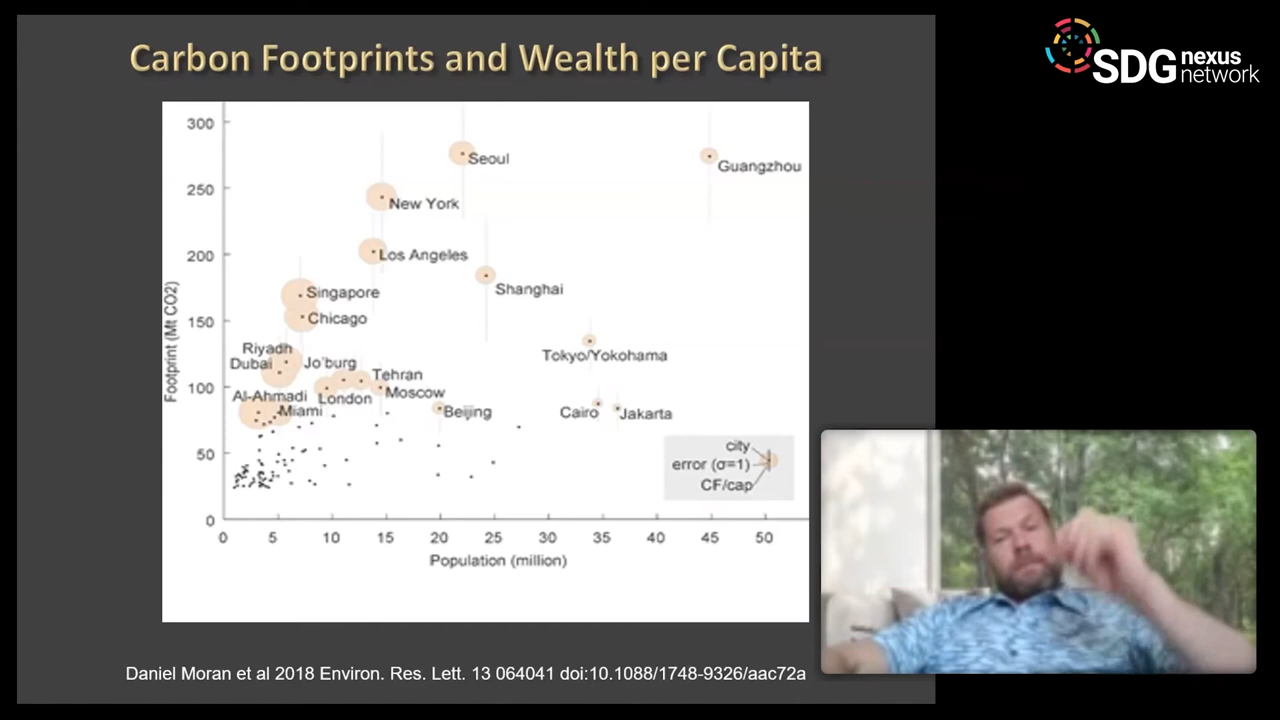 Carbon Footprints and Wealth per Capita
SDG nexus
network
300
250
200
150
100
50
0
Footprint (Mt CO2)
Seoul
Guangzhou
New York
Los Angeles
Shanghai
Singapore
Chicago
Tokyo/Yokohama
Riyadh
Dubai
Jo'burg
Tehran
Moscow
Al-Ahmadi
London
Miami
Beijing
Cairo
Jakarta
city
error (σ=1)
CF/cap
0 5 10 15 20 25 30 35 40 45 50
Population (million)
Daniel Moran et al 2018 Environ. Res. Lett. 13 064041 doi:10.1088/1748-9326/aac72a